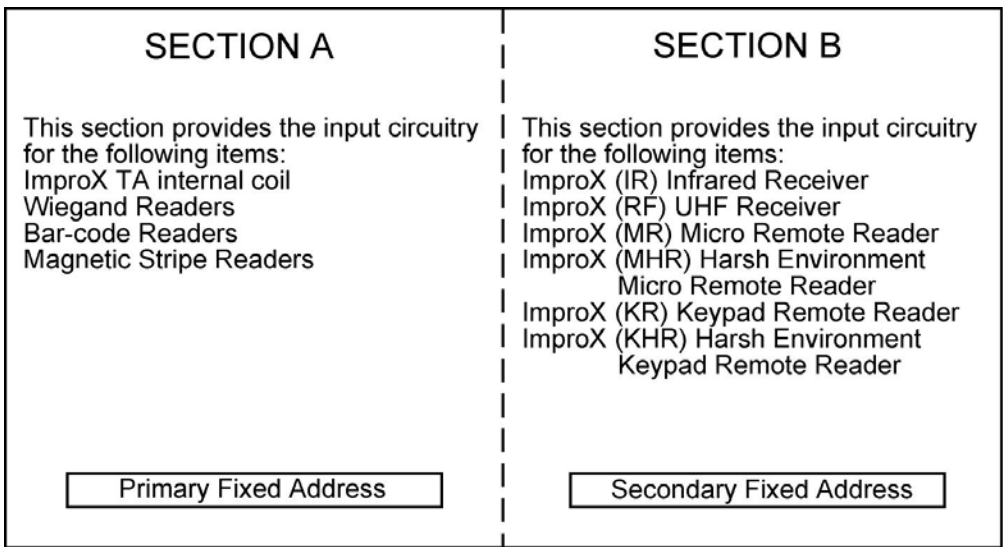 SECTION A
This section provides the input circuitry
for the following items:
ImproX TA internal coil
Wiegand Readers
Bar-code Readers
Magnetic Stripe Readers
Primary Fixed Address
SECTION B
This section provides the input circuitry
for the following items:
ImproX (IR) Infrared Receiver
ImproX (RF) UHF Receiver
ImproX (MR) Micro Remote Reader
ImproX (MHR) Harsh Environment
Micro Remote Reader
ImproX (KR) Keypad Remote Reader
ImproX (KHR) Harsh Environment
Keypad Remote Reader
Secondary Fixed Address